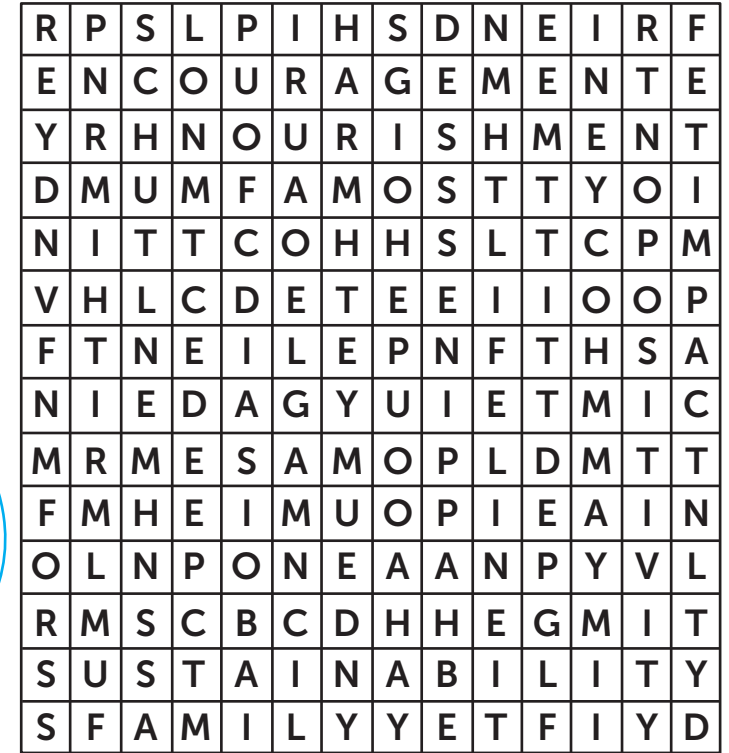 R P S L P I H S D N E I R F
E N C O U R A G E M E N T E
Y R H N O U R I S H M E N T
D M U M F A M O S T T Y O I
N I T T C O H H S L T C P M
V H L C D E T E E I I O O P
F T N E I L E P N F T H S A
N I E D A G Y U I E T M I C
M R M E S A M O P L D M T T
F M H E I M U O P I E A I N
O L N P O N E A A N P Y V L
R M S C B C D H H E G M I T
S U S T A I N A B I L I T Y
S F A M I L Y Y E T F I Y D